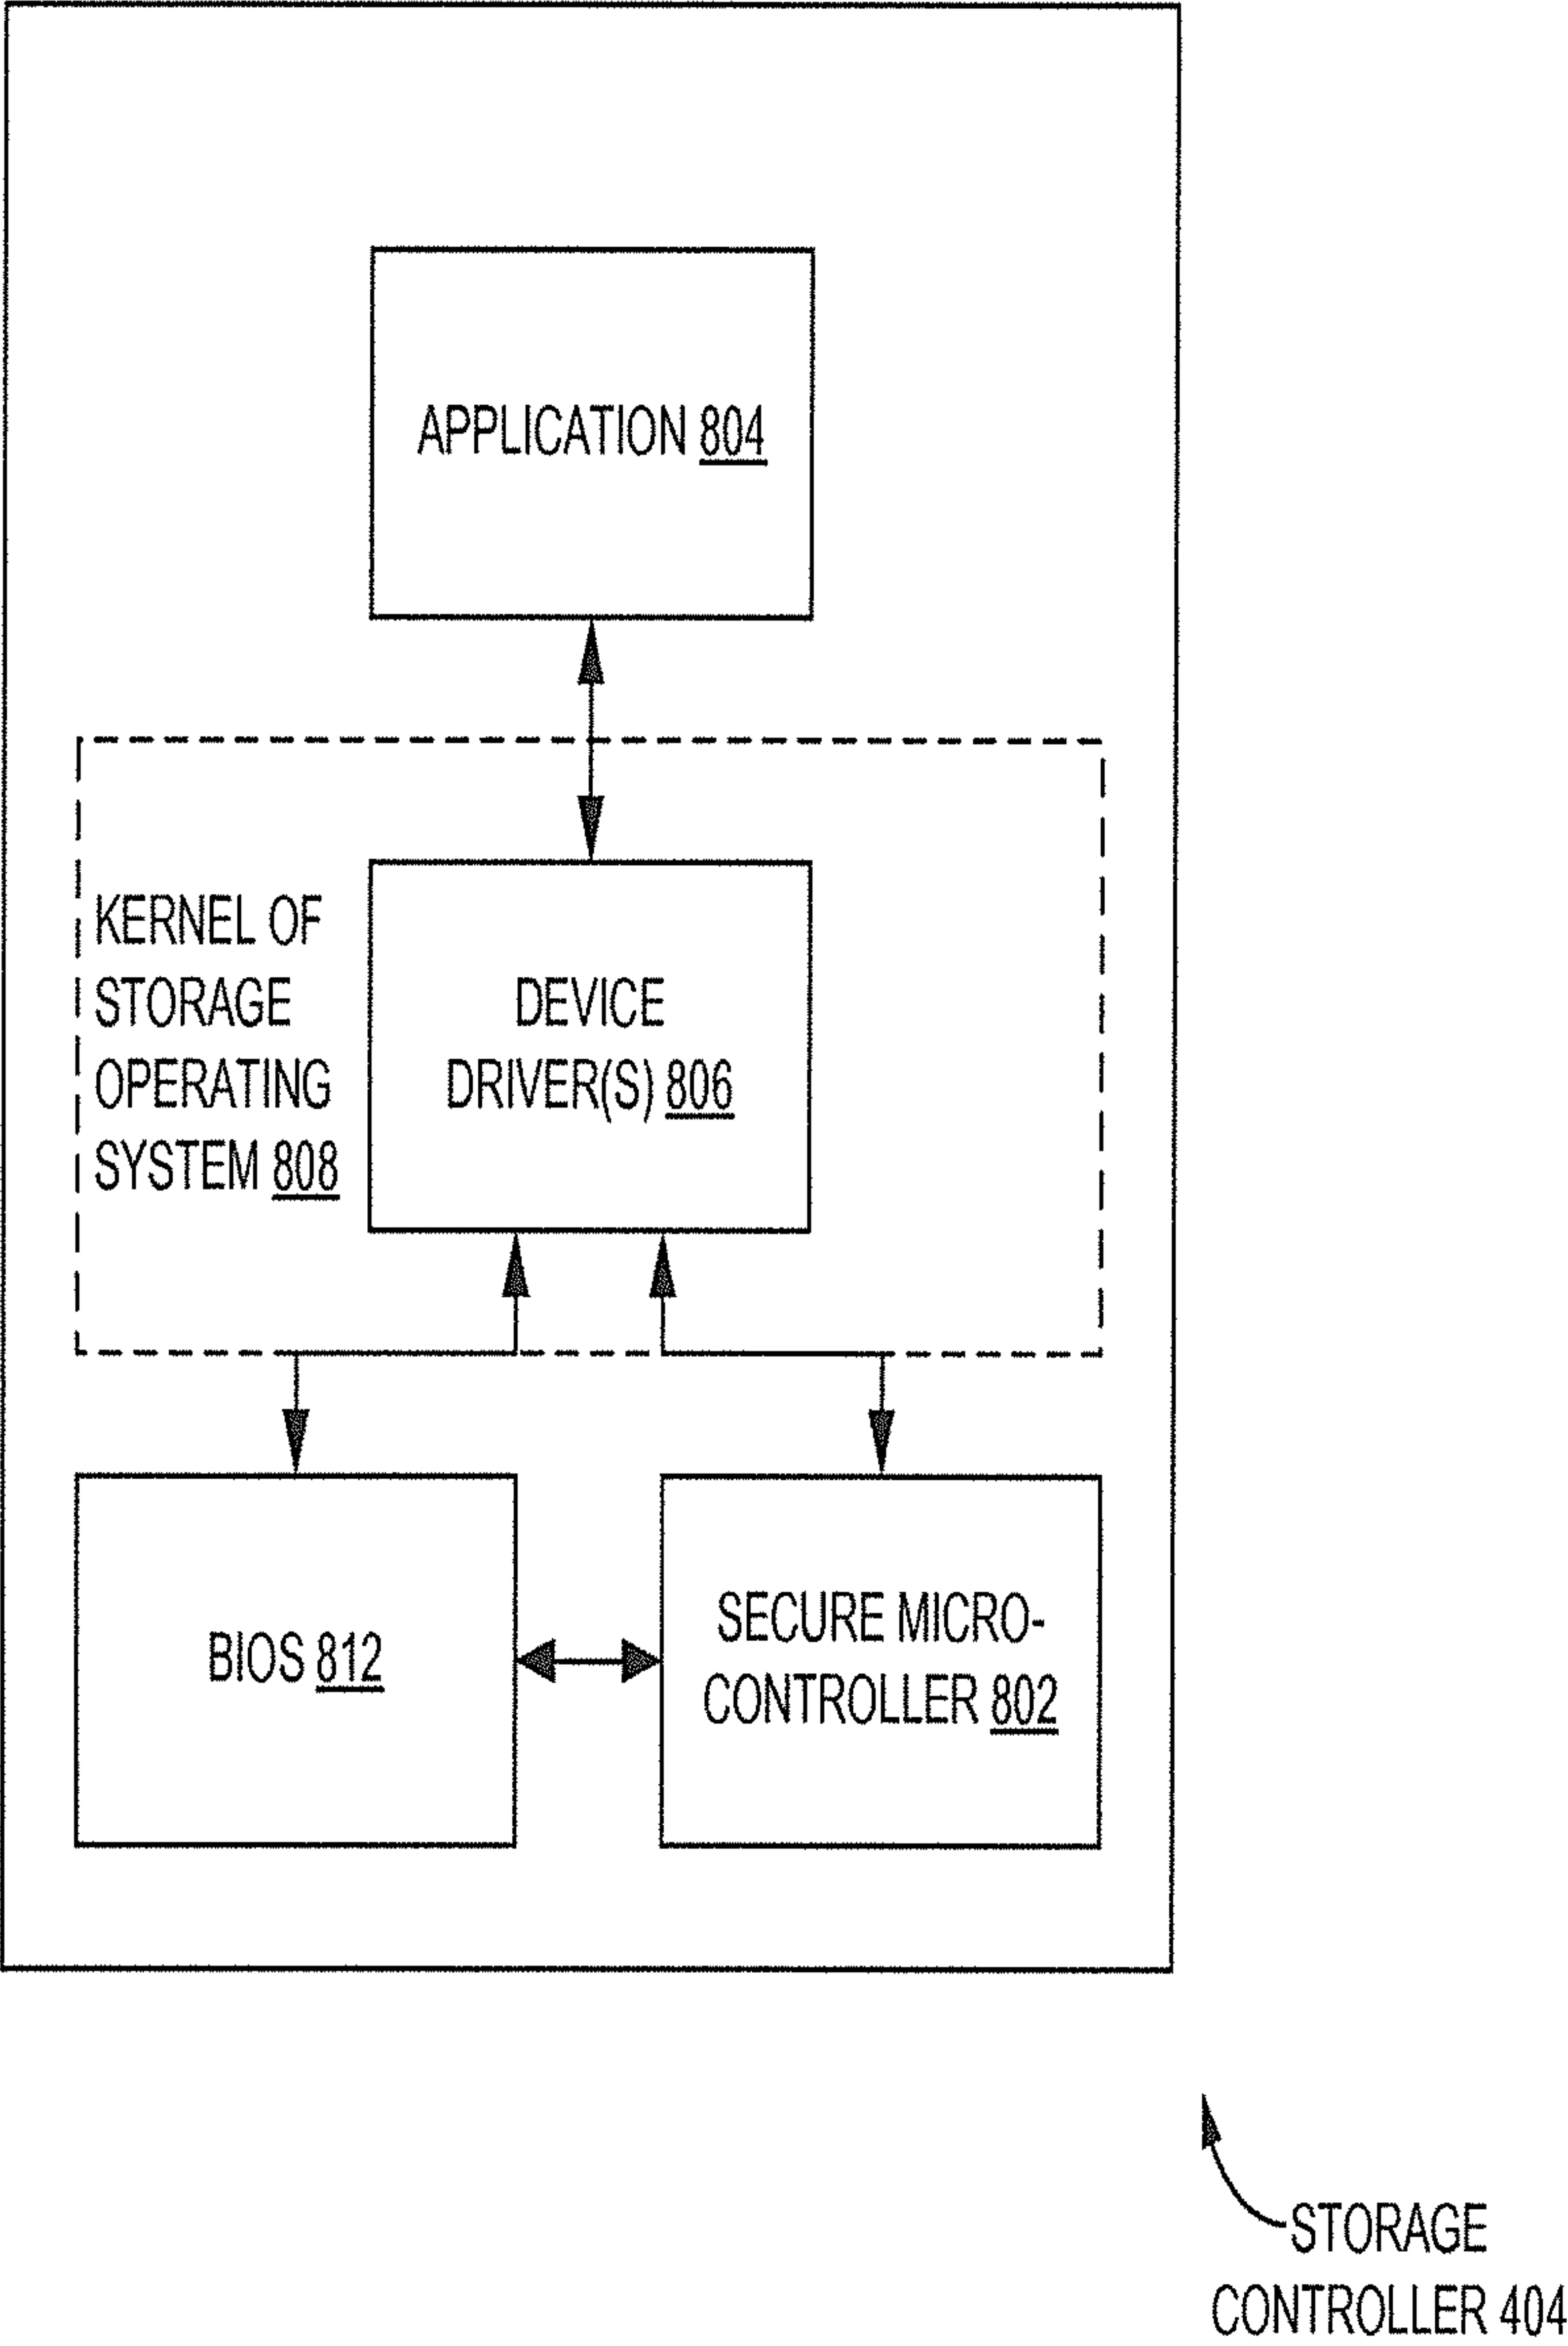 APPLICATION 804
KERNEL OF
STORAGE
OPERATING
SYSTEM 808
DEVICE
DRIVER(S) 806
BIOS 812
SECURE MICRO-
CONTROLLER 802
STORAGE
CONTROLLER 404